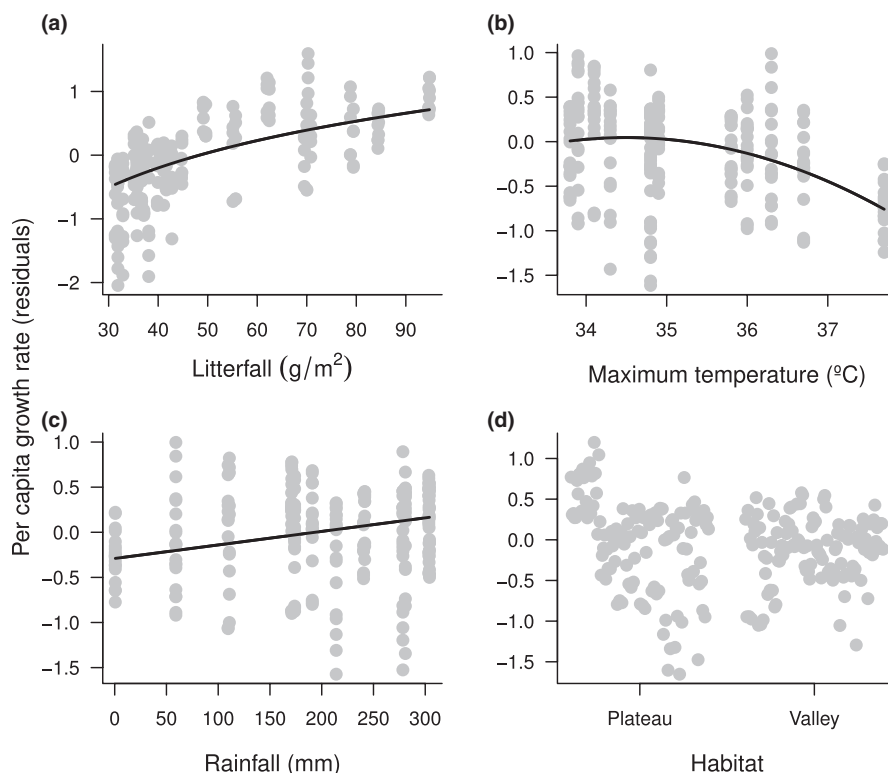 (a)
1
0
−1
−2
30 40 50 60 70 80 90
Litterfall (g/m²)
(b)
1.0
0.5
0.0
−0.5
−1.0
−1.5
34 35 36 37
Maximum temperature (ºC)
Per capita growth rate (residuals)
(c)
1.0
0.5
0.0
−0.5
−1.0
−1.5
0 50 100 150 200 250 300
Rainfall (mm)
(d)
1.0
0.5
0.0
−0.5
−1.0
−1.5
Plateau Valley
Habitat